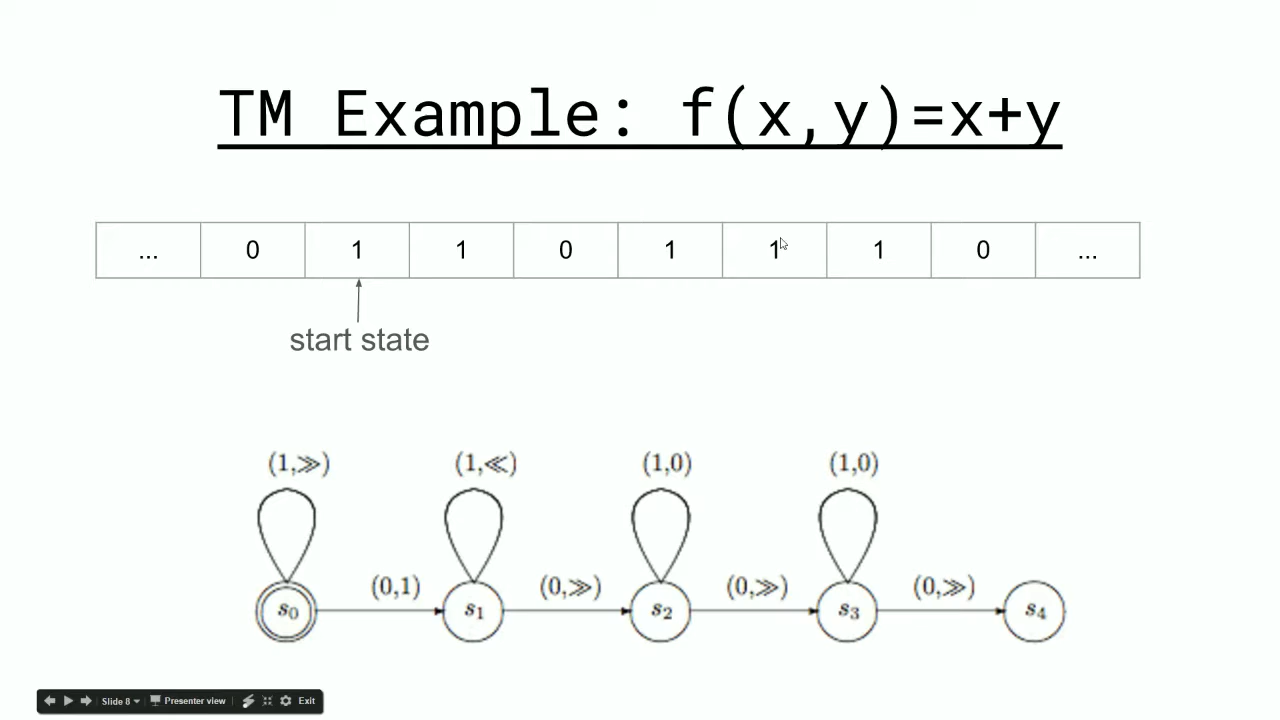 TM Example: f(x,y)=x+y
... 0 1 1 0 1 1 1 0 ...
start state
(1,≫) (1,≪) (1,0) (1,0)
(0,1) (0,≫) (0,≫) (0,≫)
s₀ s₁ s₂ s₃ s₄
Slide 8 Presenter view Exit